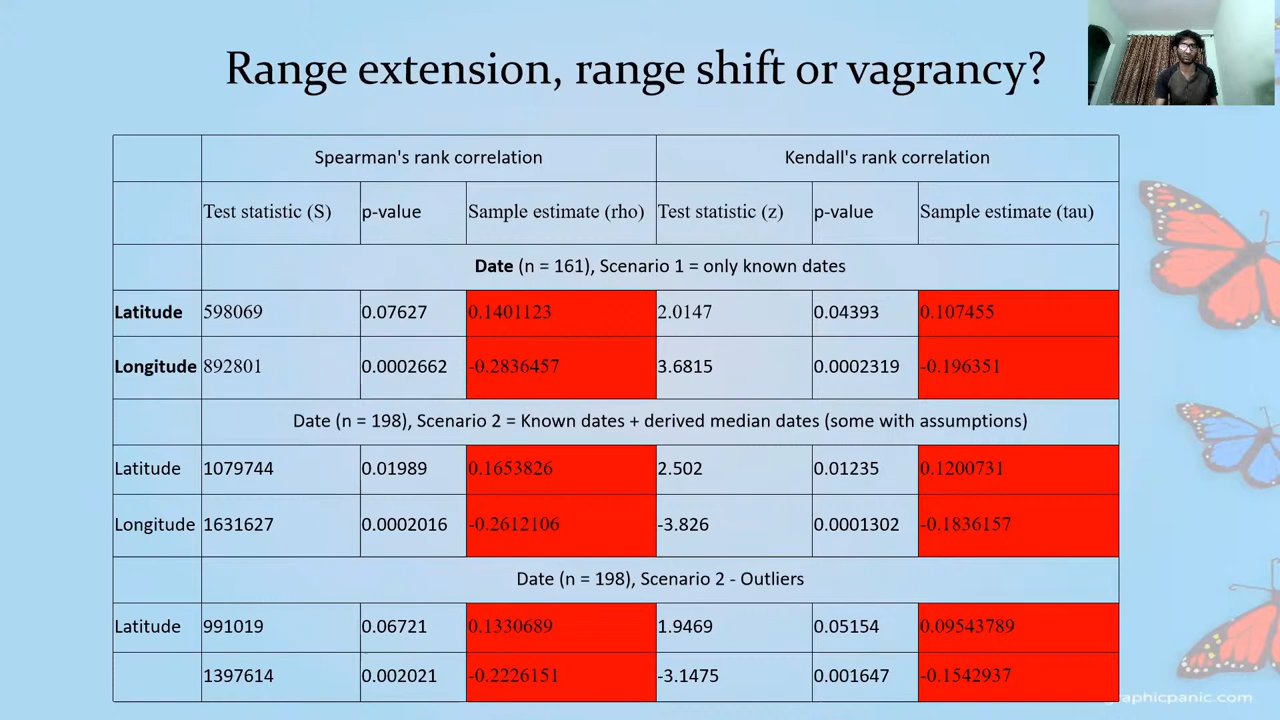 Range extension, range shift or vagrancy?
Spearman's rank correlation Kendall's rank correlation
Test statistic (S) p-value Sample estimate (rho) Test statistic (z) p-value Sample estimate (tau)
Date (n = 161), Scenario 1 = only known dates
Latitude 598069 0.07627 0.1401123 2.0147 0.04393 0.107455
Longitude 892801 0.0002662 -0.2836457 3.6815 0.0002319 -0.196351
Date (n = 198), Scenario 2 = Known dates + derived median dates (some with assumptions)
Latitude 1079744 0.01989 0.1653826 2.502 0.01235 0.1200731
Longitude 1631627 0.0002016 -0.2612106 -3.826 0.0001302 -0.1836157
Date (n = 198), Scenario 2 - Outliers
Latitude 991019 0.06721 0.1330689 1.9469 0.05154 0.09543789
1397614 0.002021 -0.2226151 -3.1475 0.001647 -0.1542937
graphicpanic.com